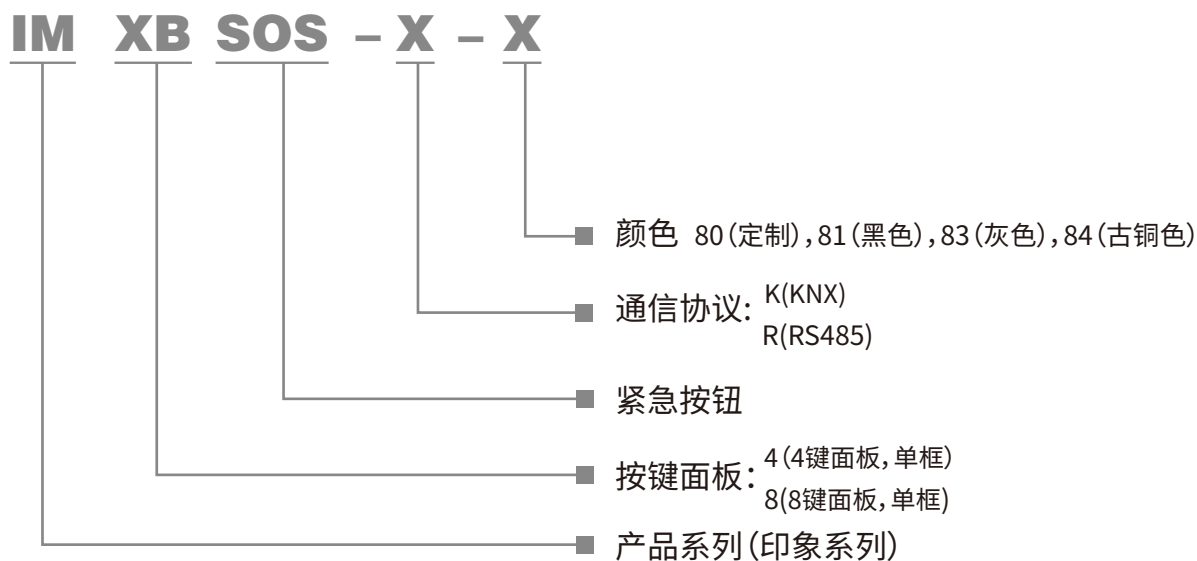 IM XB SOS – X – X
颜色 80(定制),81(黑色),83(灰色),84(古铜色)
通信协议: K(KNX)
R(RS485)
紧急按钮
按键面板: 4(4键面板,单框)
8(8键面板,单框)
产品系列(印象系列)